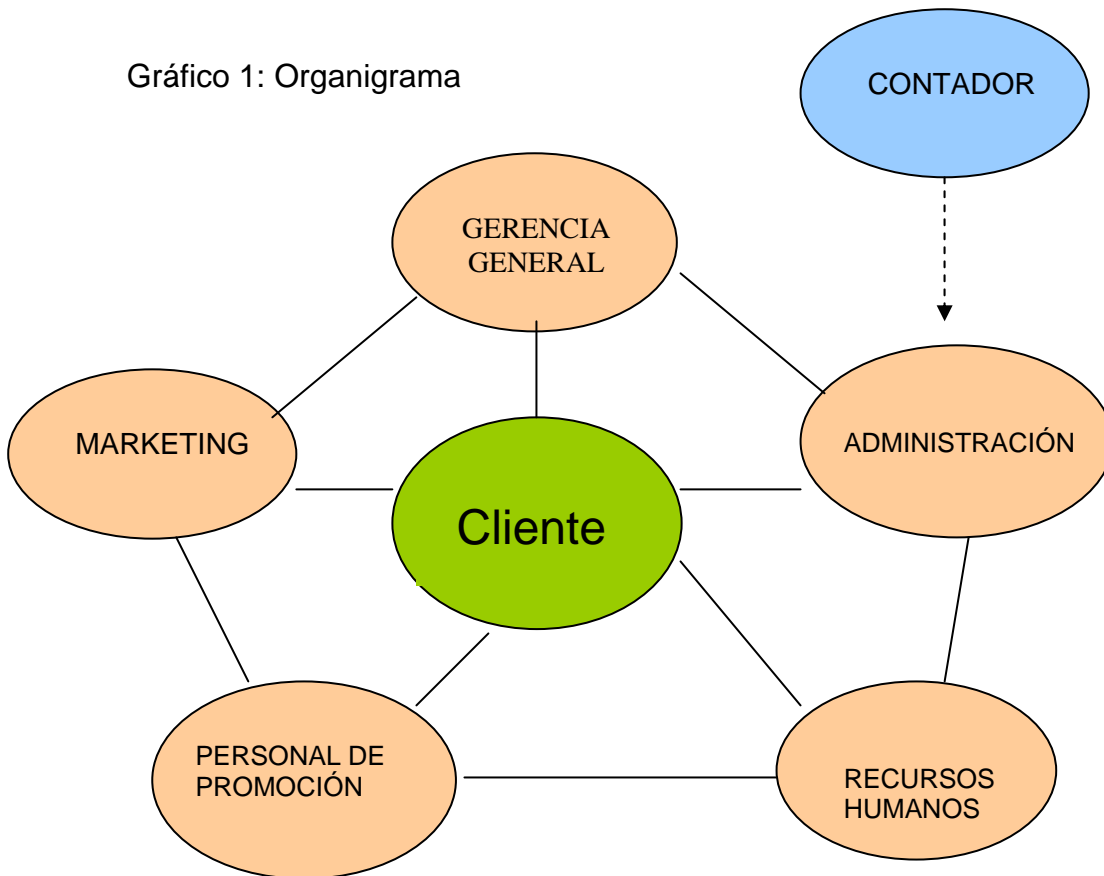 Gráfico 1: Organigrama
CONTADOR
GERENCIA
GENERAL
MARKETING
ADMINISTRACIÓN
Cliente
PERSONAL DE
PROMOCIÓN
RECURSOS
HUMANOS